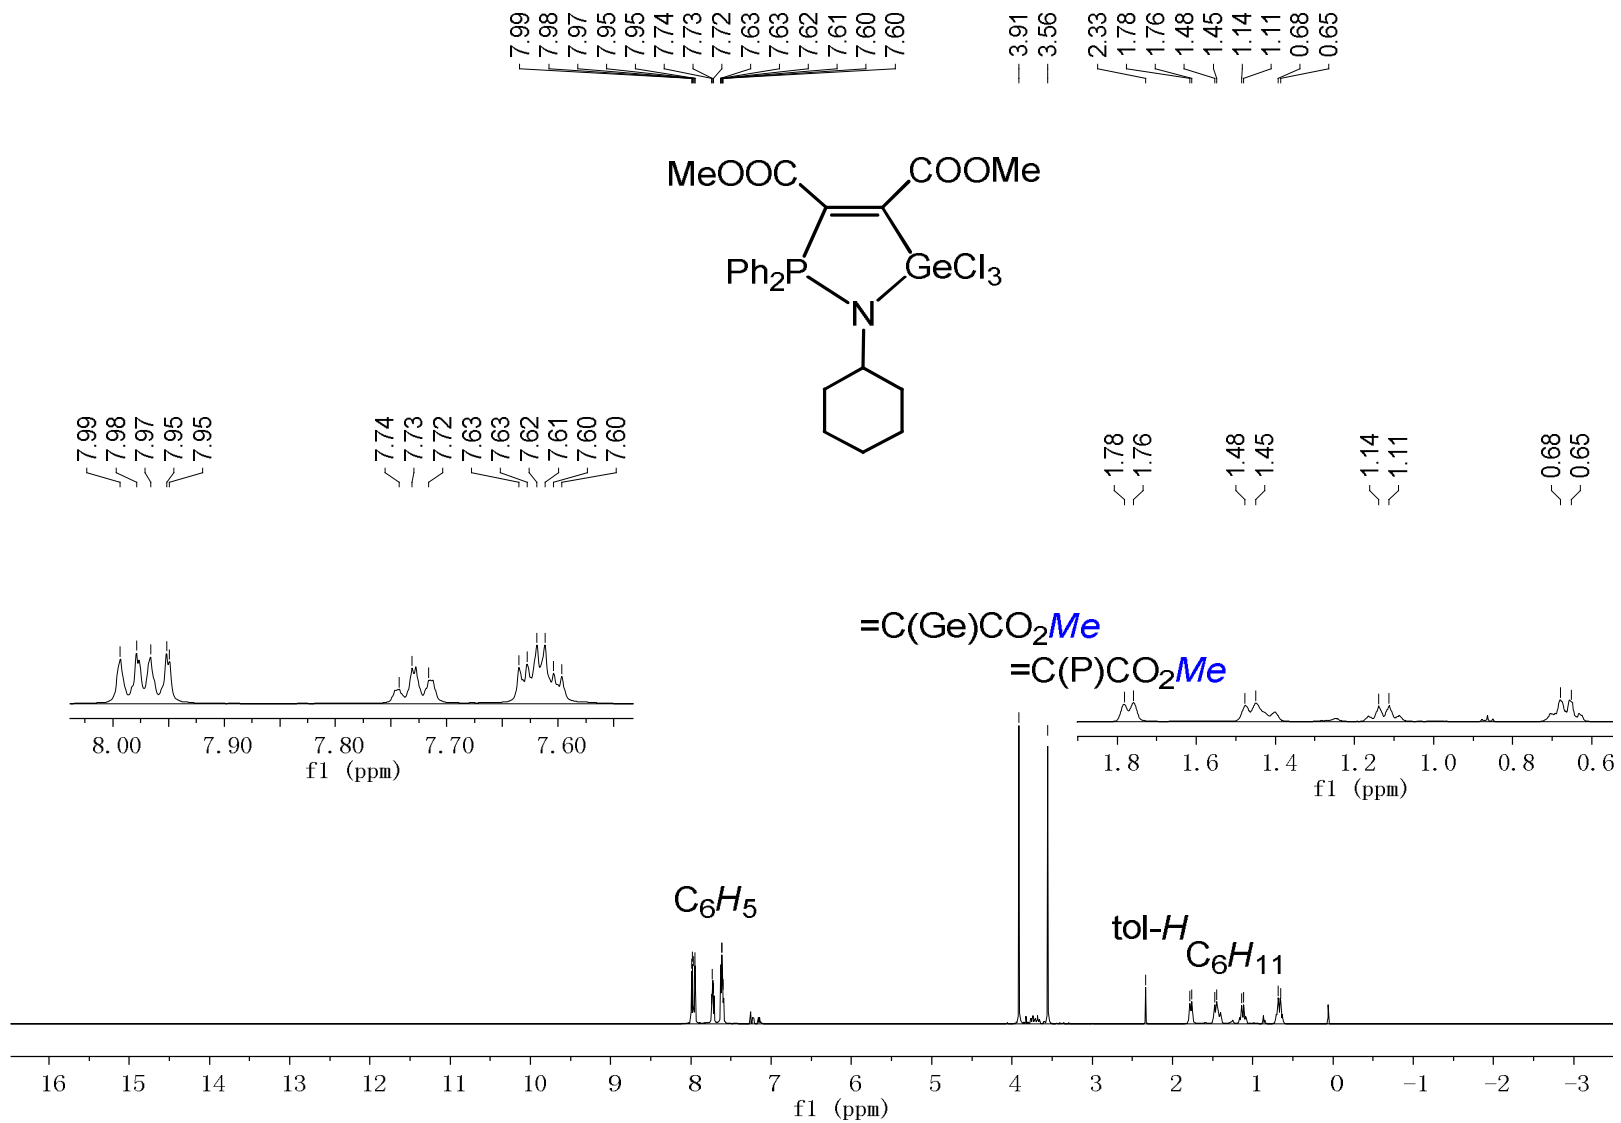 7.99 7.98 7.97 7.95 7.95 7.74 7.73 7.72 7.63 7.63 7.62 7.61 7.60 7.60 3.91 3.56 2.33 1.78 1.76 1.48 1.45 1.14 1.11 0.68 0.65
MeOOC COOMe
Ph2P GeCl3
N
7.99 7.98 7.97 7.95 7.95 7.74 7.73 7.72 7.63 7.63 7.62 7.61 7.60 7.60 1.78 1.76 1.48 1.45 1.14 1.11 0.68 0.65
=C(Ge)CO2Me
=C(P)CO2Me
8.00 7.90 7.80 7.70 7.60
f1 (ppm)
1.8 1.6 1.4 1.2 1.0 0.8 0.6
f1 (ppm)
C6H5
tol-H
C6H11
16 15 14 13 12 11 10 9 8 7 6 5 4 3 2 1 0 -1 -2 -3
f1 (ppm)